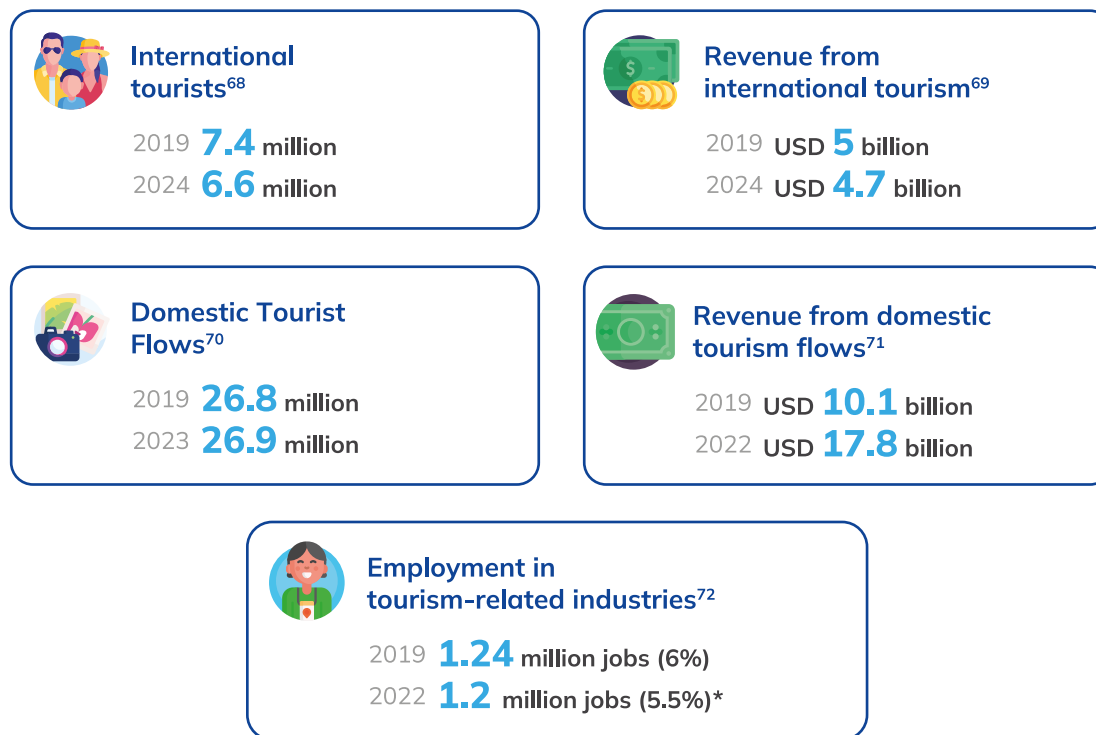 International
tourists68
2019 7.4 million
2024 6.6 million
Revenue from
international tourism69
2019 USD 5 billion
2024 USD 4.7 billion
Domestic Tourist
Flows70
2019 26.8 million
2023 26.9 million
Revenue from domestic
tourism flows71
2019 USD 10.1 billion
2022 USD 17.8 billion
Employment in
tourism-related industries72
2019 1.24 million jobs (6%)
2022 1.2 million jobs (5.5%)*